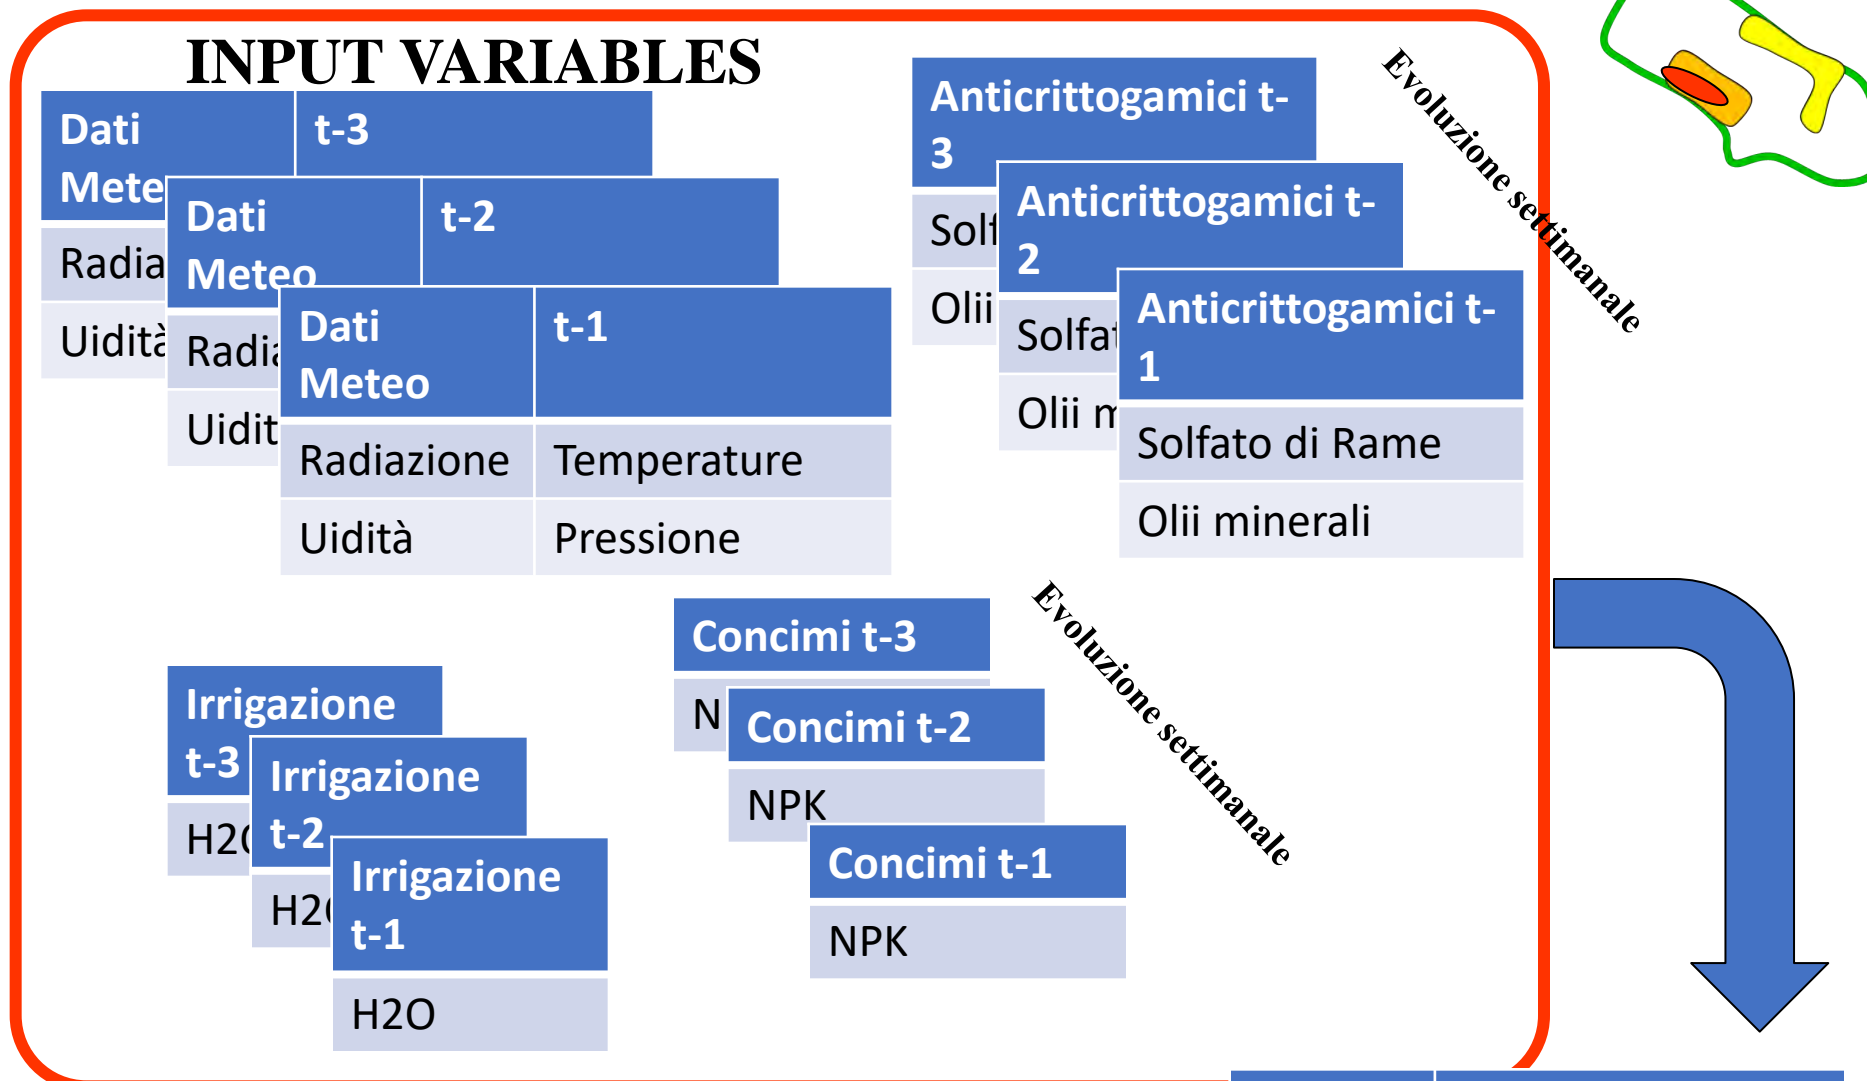 INPUT VARIABLES
Dati t-3
Mete
Radia
Uidità
Dati t-2
Meteo
Radia
Uidit
Dati t-1
Meteo
Radiazione Temperature
Uidità Pressione
Anticrittogamici t-
3
Solf
Olii
Anticrittogamici t-
2
Solfat
Olii m
Anticrittogamici t-
1
Solfato di Rame
Olii minerali
Evoluzione settimanale
Irrigazione
t-3
H2O
Irrigazione
t-2
H2O
Irrigazione
t-1
H2O
Concimi t-3
N
Concimi t-2
NPK
Concimi t-1
NPK
Evoluzione settimanale